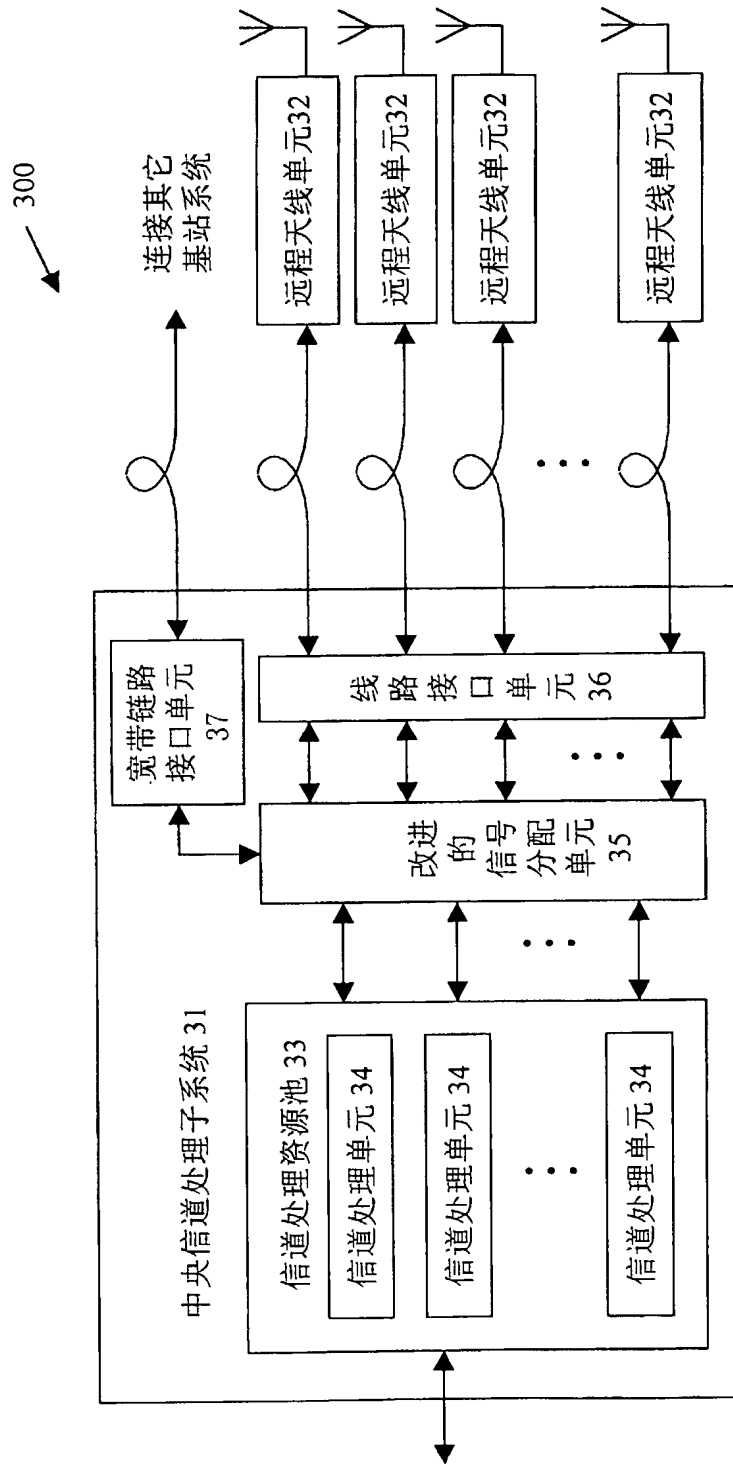 300
连接其它
基站系统
远程天线单元32
远程天线单元32
远程天线单元32
远程天线单元32
中央信道处理子系统 31
宽带链路
接口单元
37
线路接口单元 36
改进
的
信号
分配
单元
35
信道处理资源池 33
信道处理单元 34
信道处理单元 34
信道处理单元 34